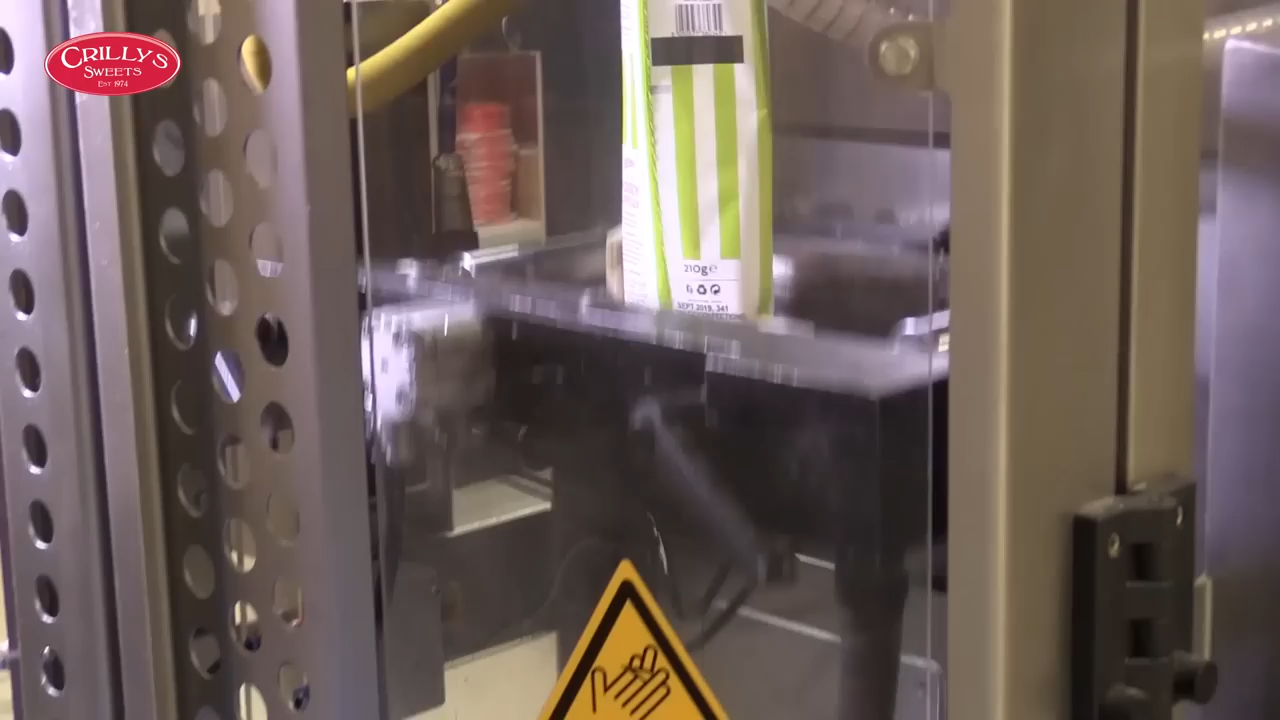 CRILLY'S
SWEETS
EST 1974
210g e
SEPT 2019, 341